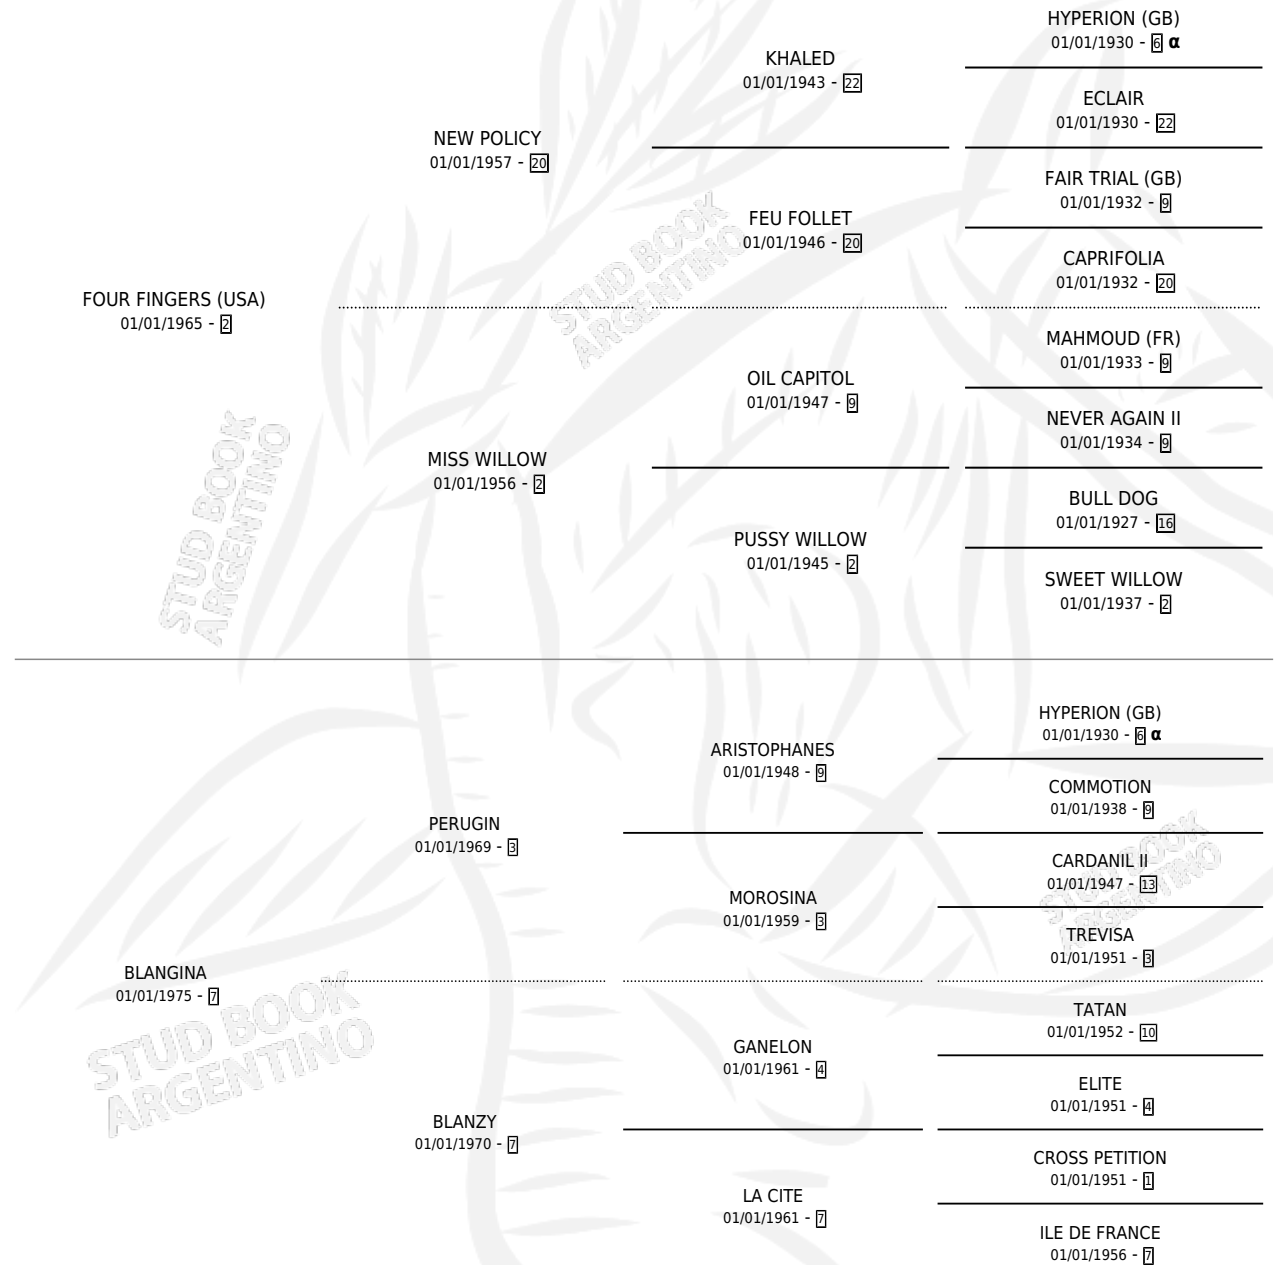 HYPERION (GB)
01/01/1930 - 6 α
KHALED
01/01/1943 - 22
ECLAIR
01/01/1930 - 22
NEW POLICY
01/01/1957 - 20
FAIR TRIAL (GB)
01/01/1932 - 9
FEU FOLLET
01/01/1946 - 20
CAPRIFOLIA
01/01/1932 - 20
STUD BOOK
ARGENTINO
FOUR FINGERS (USA)
01/01/1965 - 2
MAHMOUD (FR)
01/01/1933 - 9
OIL CAPITOL
01/01/1947 - 9
NEVER AGAIN II
01/01/1934 - 9
MISS WILLOW
01/01/1956 - 2
BULL DOG
01/01/1927 - 16
PUSSY WILLOW
01/01/1945 - 2
SWEET WILLOW
01/01/1937 - 2
STUD BOOK
ARGENTINO
HYPERION (GB)
01/01/1930 - 6 α
ARISTOPHANES
01/01/1948 - 9
COMMOTION
01/01/1938 - 9
PERUGIN
01/01/1969 - 3
CARDANIL II
01/01/1947 - 13
MOROSINA
01/01/1959 - 3
TREVISA
01/01/1951 - 3
STUD BOOK
ARGENTINO
BLANGINA
01/01/1975 - 7
TATAN
01/01/1952 - 10
GANELON
01/01/1961 - 4
ELITE
01/01/1951 - 4
STUD BOOK
ARGENTINO
BLANZY
01/01/1970 - 7
CROSS PETITION
01/01/1951 - 1
LA CITE
01/01/1961 - 7
ILE DE FRANCE
01/01/1956 - 7